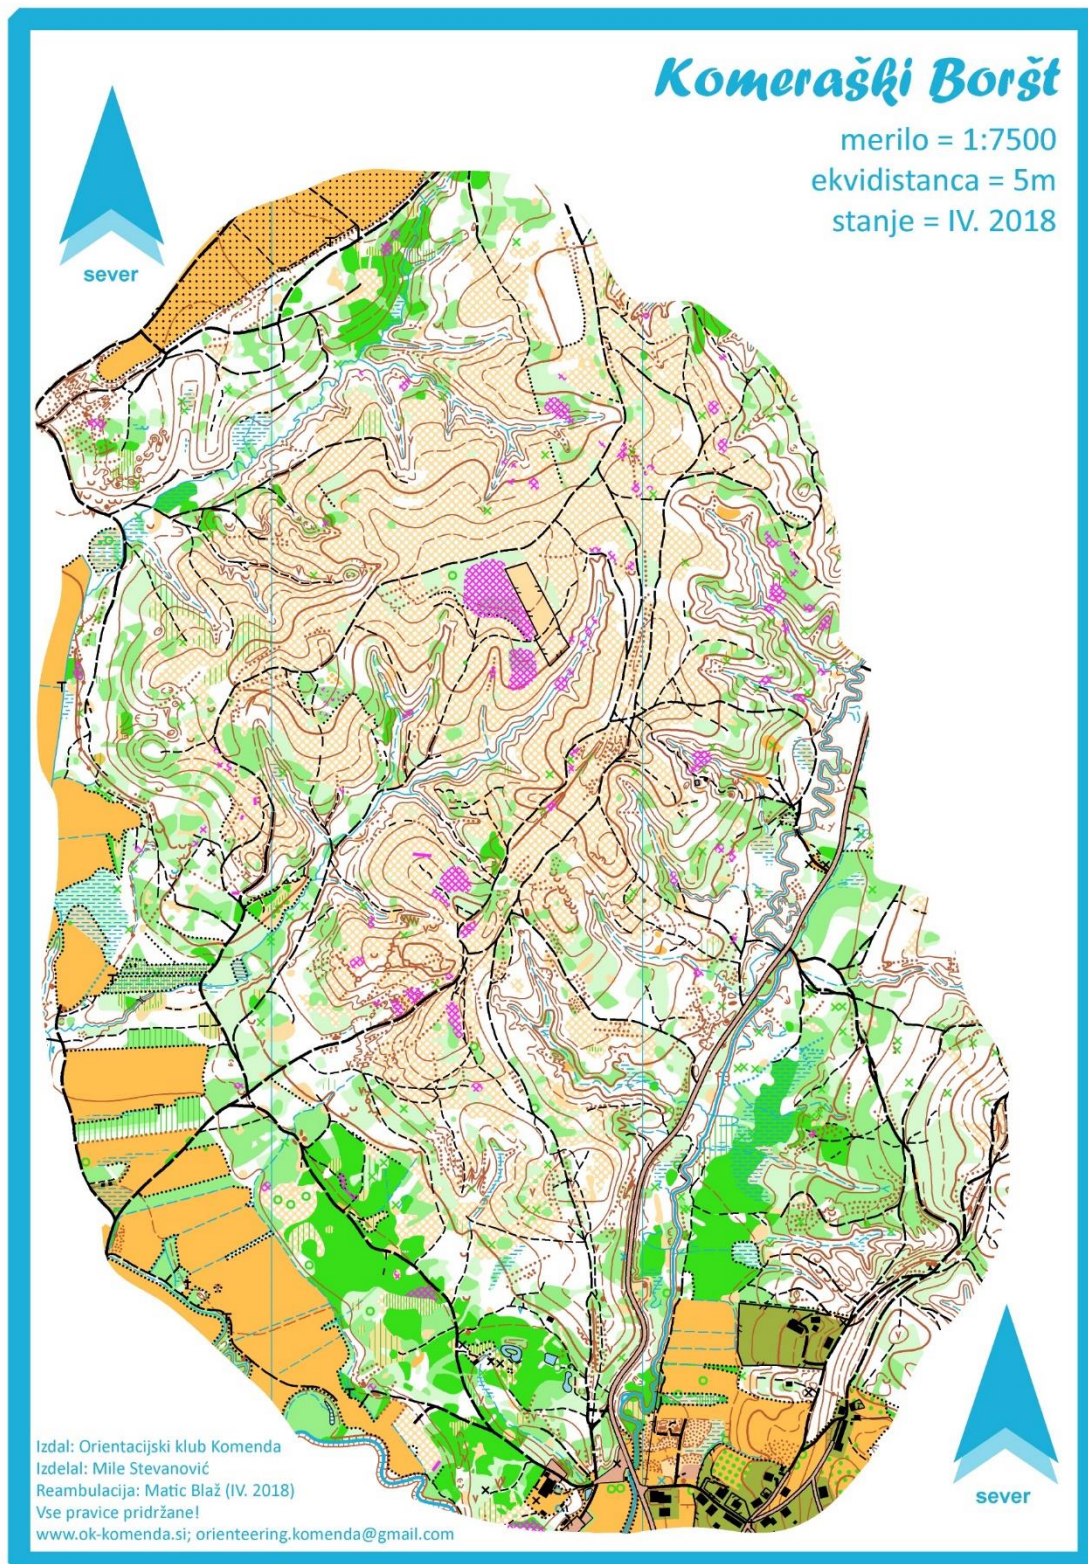 Komeraški Boršt
merilo = 1:7500
ekvidistanca = 5m
stanje = IV. 2018
sever
sever
Izdal: Orientacijski klub Komenda
Izdelal: Mile Stevanović
Reambulacija: Matic Blaž (IV. 2018)
Vse pravice pridržane!
www.ok-komenda.si; orienteering.komenda@gmail.com